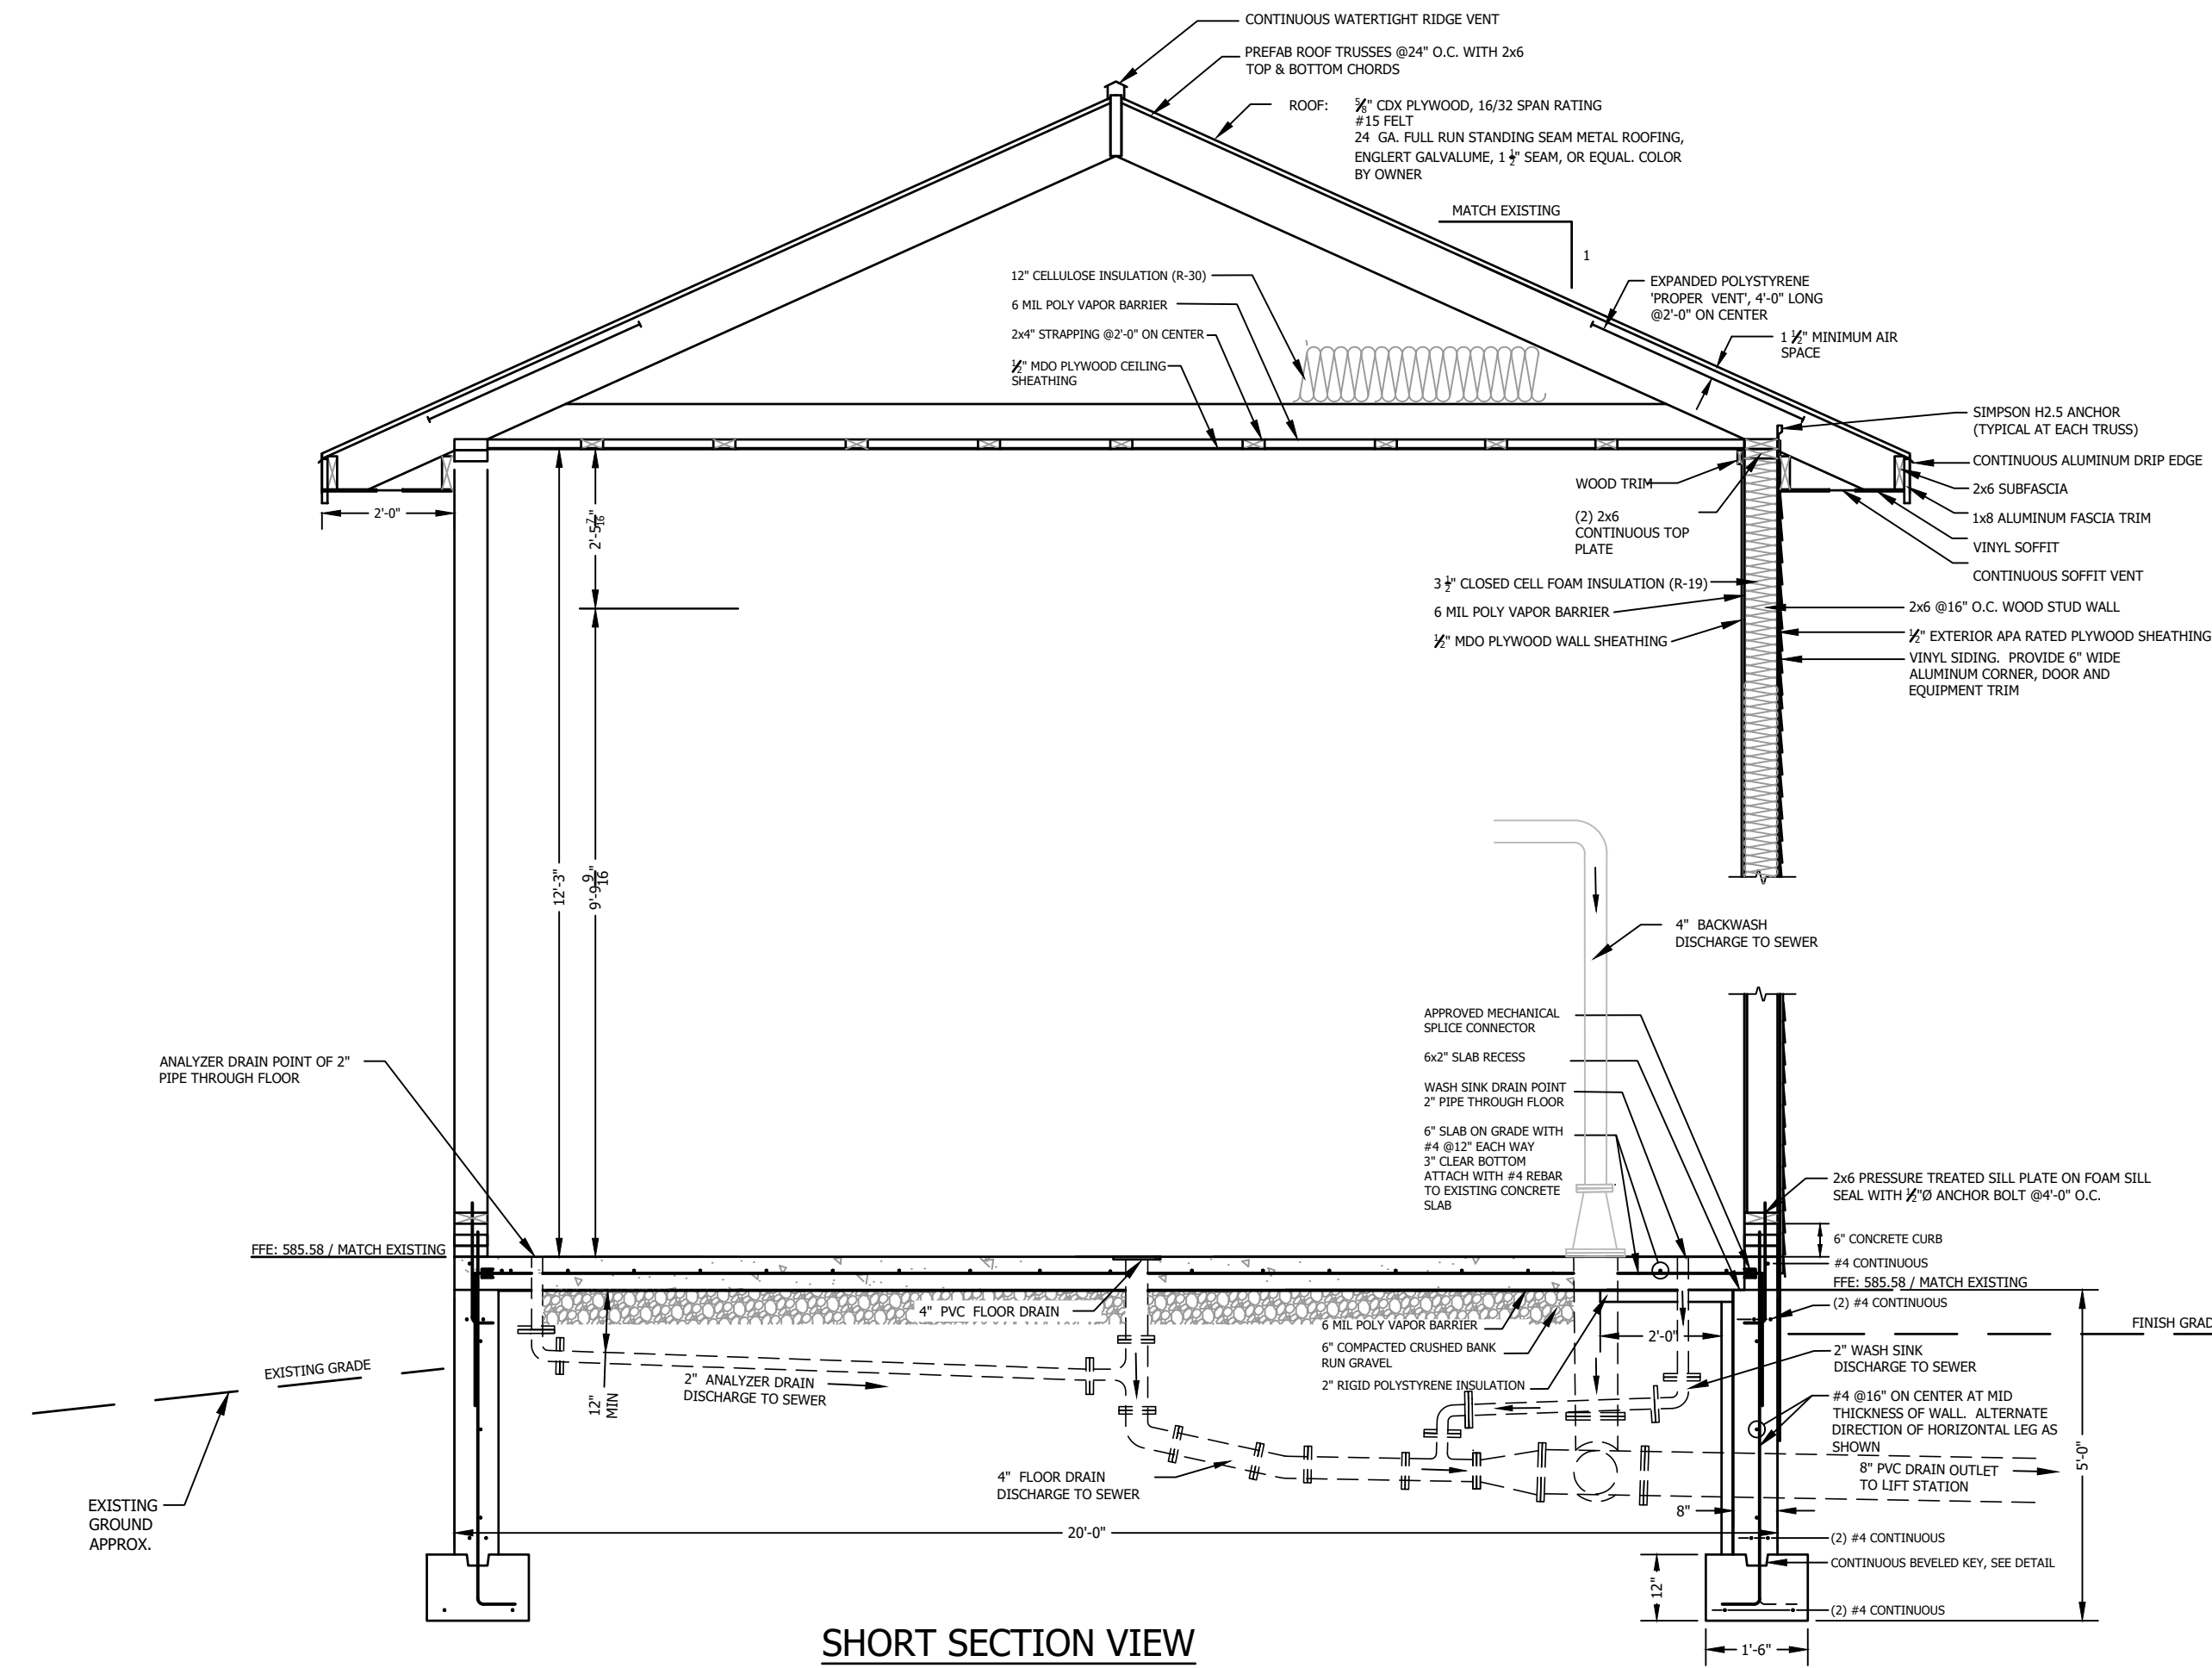 CONTINUOUS WATERTIGHT RIDGE VENT
PREFAB ROOF TRUSSES @24" O.C. WITH 2x6
TOP & BOTTOM CHORDS
ROOF: 5/8" CDX PLYWOOD, 16/32 SPAN RATING
#15 FELT
24 GA. FULL RUN STANDING SEAM METAL ROOFING,
ENGLERT GALVALUME, 1 1/2" SEAM, OR EQUAL. COLOR
BY OWNER
MATCH EXISTING
1
12" CELLULOSE INSULATION (R-30)
6 MIL POLY VAPOR BARRIER
2x4" STRAPPING @2'-0" ON CENTER
1/2" MDO PLYWOOD CEILING
SHEATHING
EXPANDED POLYSTYRENE
'PROPER VENT', 4'-0" LONG
@2'-0" ON CENTER
1 1/2" MINIMUM AIR
SPACE
SIMPSON H2.5 ANCHOR
(TYPICAL AT EACH TRUSS)
CONTINUOUS ALUMINUM DRIP EDGE
2x6 SUBFASCIA
1x8 ALUMINUM FASCIA TRIM
VINYL SOFFIT
CONTINUOUS SOFFIT VENT
WOOD TRIM
(2) 2x6
CONTINUOUS TOP
PLATE
2'-0"
2'-5 7/16"
3 1/2" CLOSED CELL FOAM INSULATION (R-19)
6 MIL POLY VAPOR BARRIER
1/2" MDO PLYWOOD WALL SHEATHING
2x6 @16" O.C. WOOD STUD WALL
1/2" EXTERIOR APA RATED PLYWOOD SHEATHING
VINYL SIDING. PROVIDE 6" WIDE
ALUMINUM CORNER, DOOR AND
EQUIPMENT TRIM
12'-3"
9'-9 9/16"
4" BACKWASH
DISCHARGE TO SEWER
ANALYZER DRAIN POINT OF 2"
PIPE THROUGH FLOOR
APPROVED MECHANICAL
SPLICE CONNECTOR
6x2" SLAB RECESS
WASH SINK DRAIN POINT
2" PIPE THROUGH FLOOR
6" SLAB ON GRADE WITH
#4 @12" EACH WAY
3" CLEAR BOTTOM
ATTACH WITH #4 REBAR
TO EXISTING CONCRETE
SLAB
2x6 PRESSURE TREATED SILL PLATE ON FOAM SILL
SEAL WITH 1/2"Ø ANCHOR BOLT @4'-0" O.C.
6" CONCRETE CURB
#4 CONTINUOUS
FFE: 585.58 / MATCH EXISTING
FFE: 585.58 / MATCH EXISTING
(2) #4 CONTINUOUS
FINISH GRAD
4" PVC FLOOR DRAIN
6 MIL POLY VAPOR BARRIER
6" COMPACTED CRUSHED BANK
RUN GRAVEL
2" RIGID POLYSTYRENE INSULATION
2'-0"
2" WASH SINK
DISCHARGE TO SEWER
#4 @16" ON CENTER AT MID
THICKNESS OF WALL. ALTERNATE
DIRECTION OF HORIZONTAL LEG AS
SHOWN
EXISTING GRADE
12"
MIN
2" ANALYZER DRAIN
DISCHARGE TO SEWER
4" FLOOR DRAIN
DISCHARGE TO SEWER
8" PVC DRAIN OUTLET
TO LIFT STATION
5'-0"
EXISTING
GROUND
APPROX.
8"
20'-0"
(2) #4 CONTINUOUS
CONTINUOUS BEVELED KEY, SEE DETAIL
12"
(2) #4 CONTINUOUS
1'-6"
SHORT SECTION VIEW